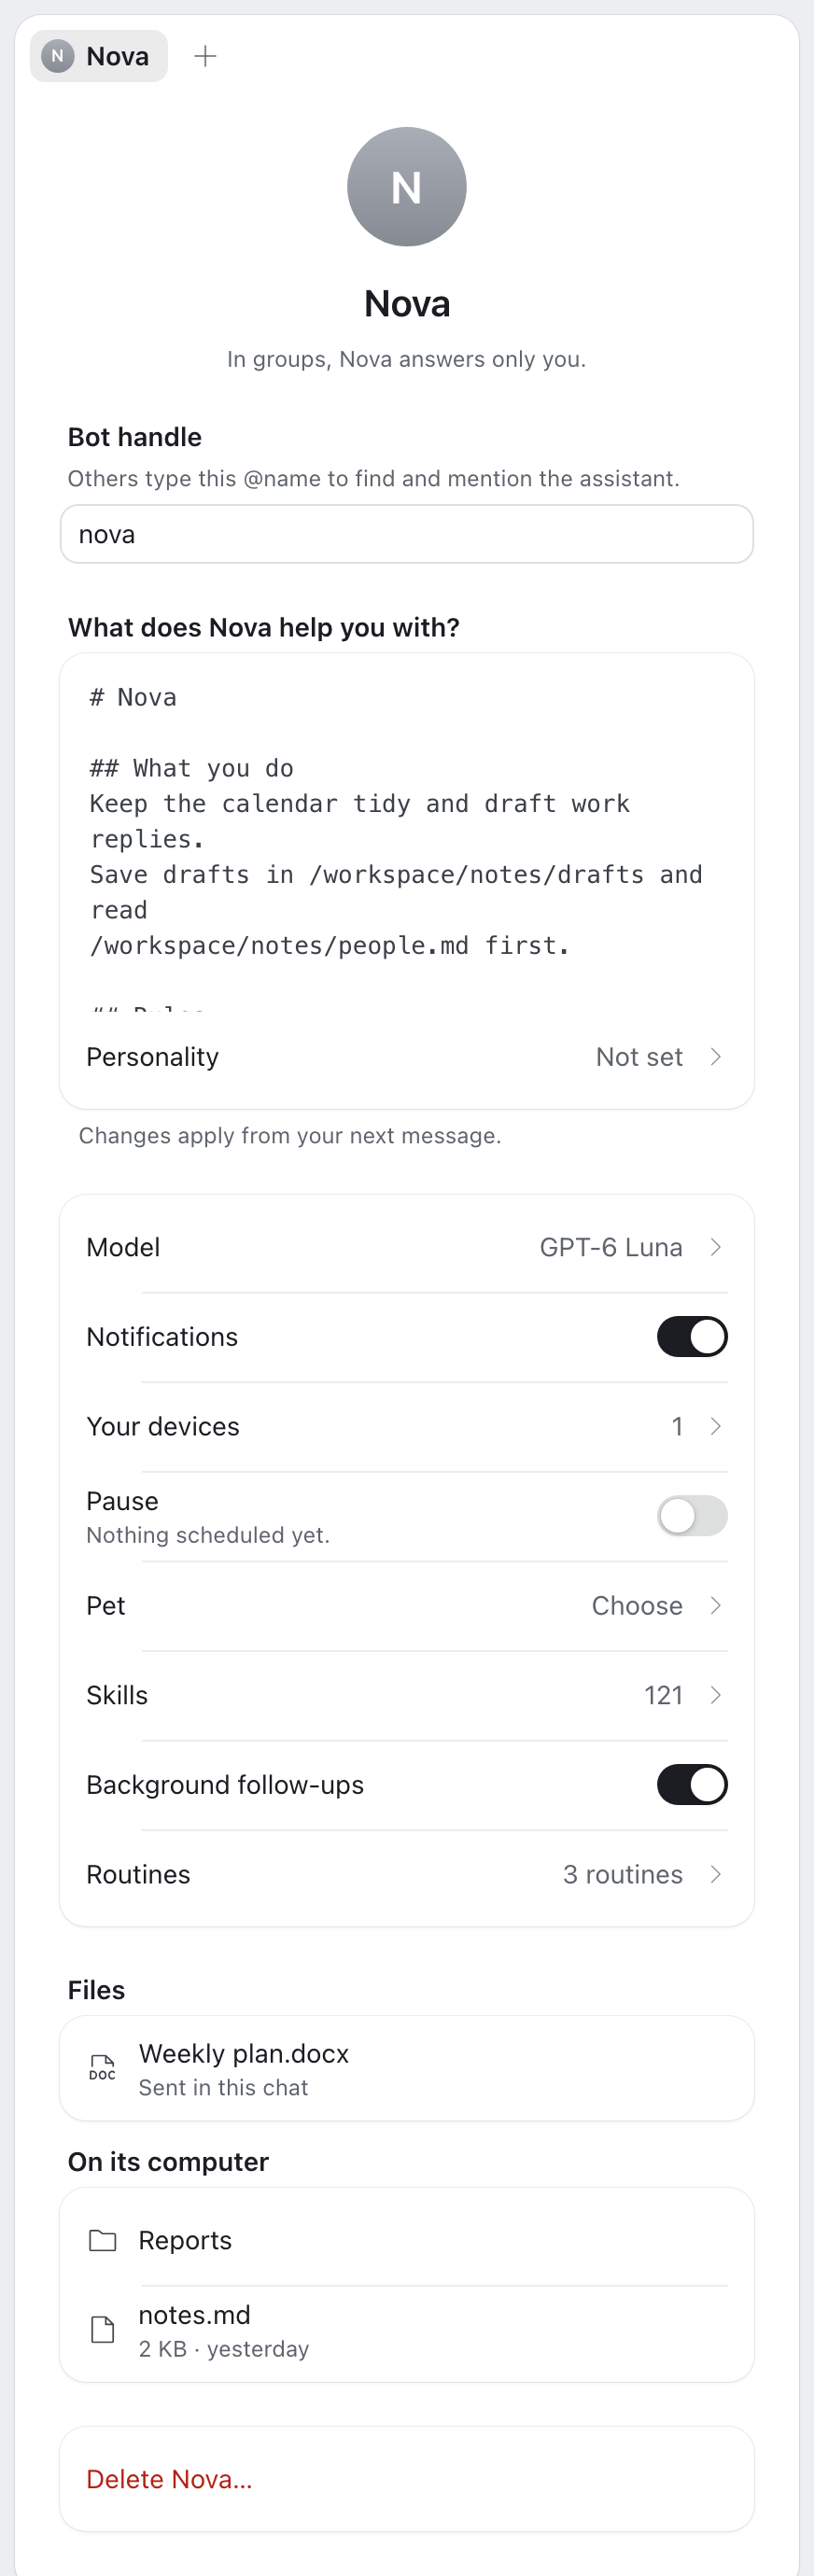 N Nova
N
Nova
In groups, Nova answers only you.
Bot handle
Others type this @name to find and mention the assistant.
nova
What does Nova help you with?
# Nova
## What you do
Keep the calendar tidy and draft work
replies.
Save drafts in /workspace/notes/drafts and
read
/workspace/notes/people.md first.
Personality Not set
Changes apply from your next message.
Model GPT-6 Luna
Notifications
Your devices 1
Pause
Nothing scheduled yet.
Pet Choose
Skills 121
Background follow-ups
Routines 3 routines
Files
DOC
Weekly plan.docx
Sent in this chat
On its computer
Reports
notes.md
2 KB · yesterday
Delete Nova...